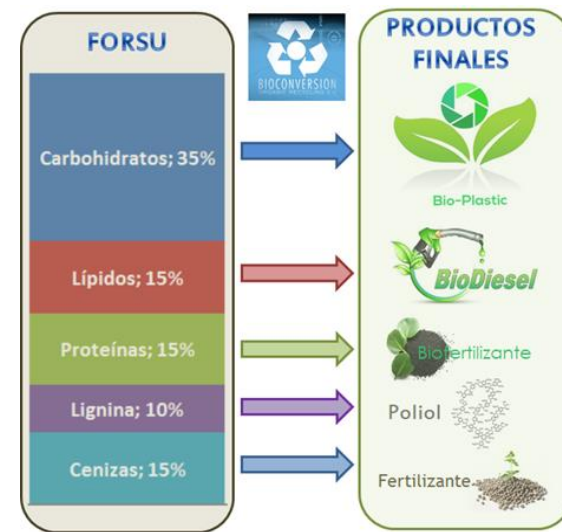 FORSU
Carbohidratos; 35%
Lípidos; 15%
Proteínas; 15%
Lignina; 10%
Cenizas; 15%
BIOCONVERSION
PRODUCTOS
FINALES
Bio-Plastic
BioDiesel
Biofertilizante
Poliol
Fertilizante